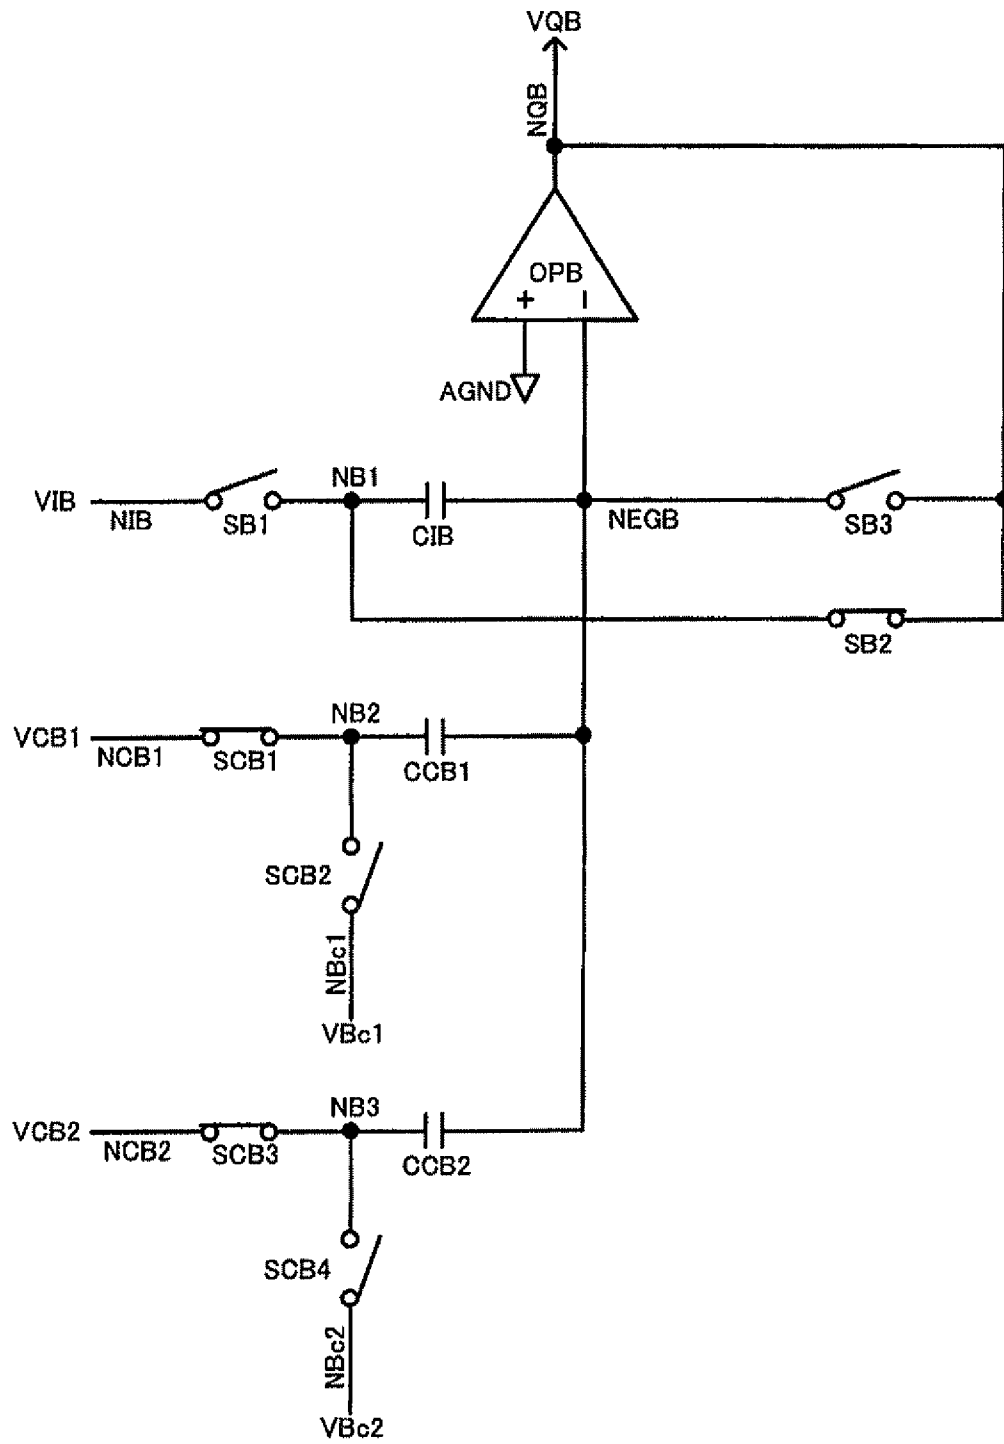 VQB
NQB
OPB
+ −
AGND
VIB NIB SB1 NB1 CIB NEGB SB3
SB2
VCB1 NCB1 SCB1 NB2 CCB1
SCB2
NBc1
VBc1
VCB2 NCB2 SCB3 NB3 CCB2
SCB4
NBc2
VBc2